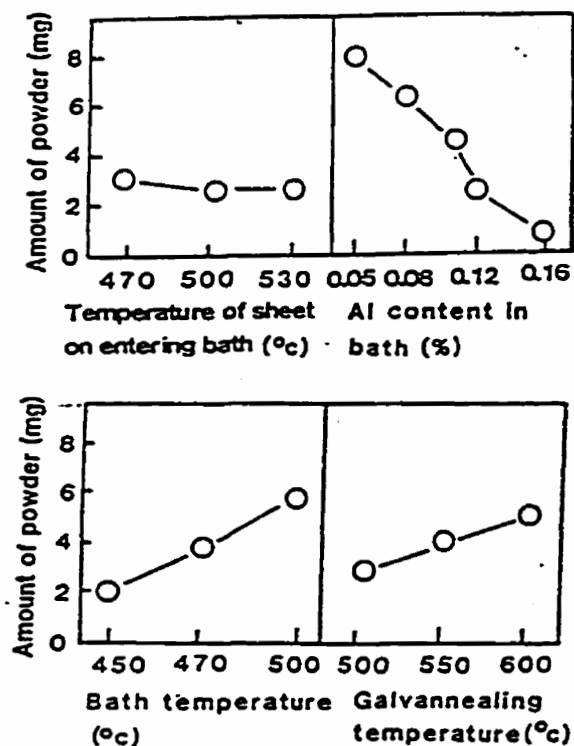 Amount of powder (mg)
8
6
4
2
0
470 500 530
0.05 0.08 0.12 0.16
Temperature of sheet
on entering bath (°c)
Al content in
bath (%)
Amount of powder (mg)
8
6
4
2
0
450 470 500
500 550 600
Bath temperature
(°c)
Galvannealing
temperature (°c)